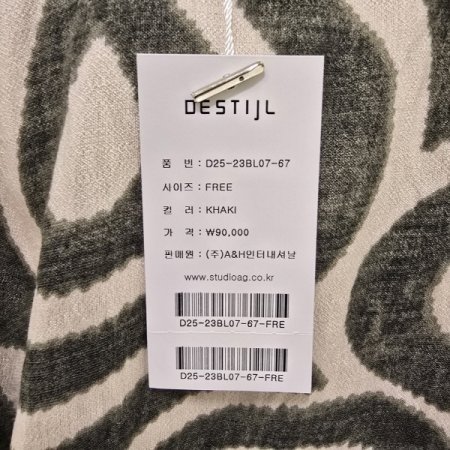 DESTIJL
품 번 : D25-23BL07-67
사이즈 : FREE
컬 러 : KHAKI
가 격 : ₩90,000
판매원 : (주)A&H인터내셔날
www.studioag.co.kr
D25-23BL07-67-FRE
D25-23BL07-67-FRE